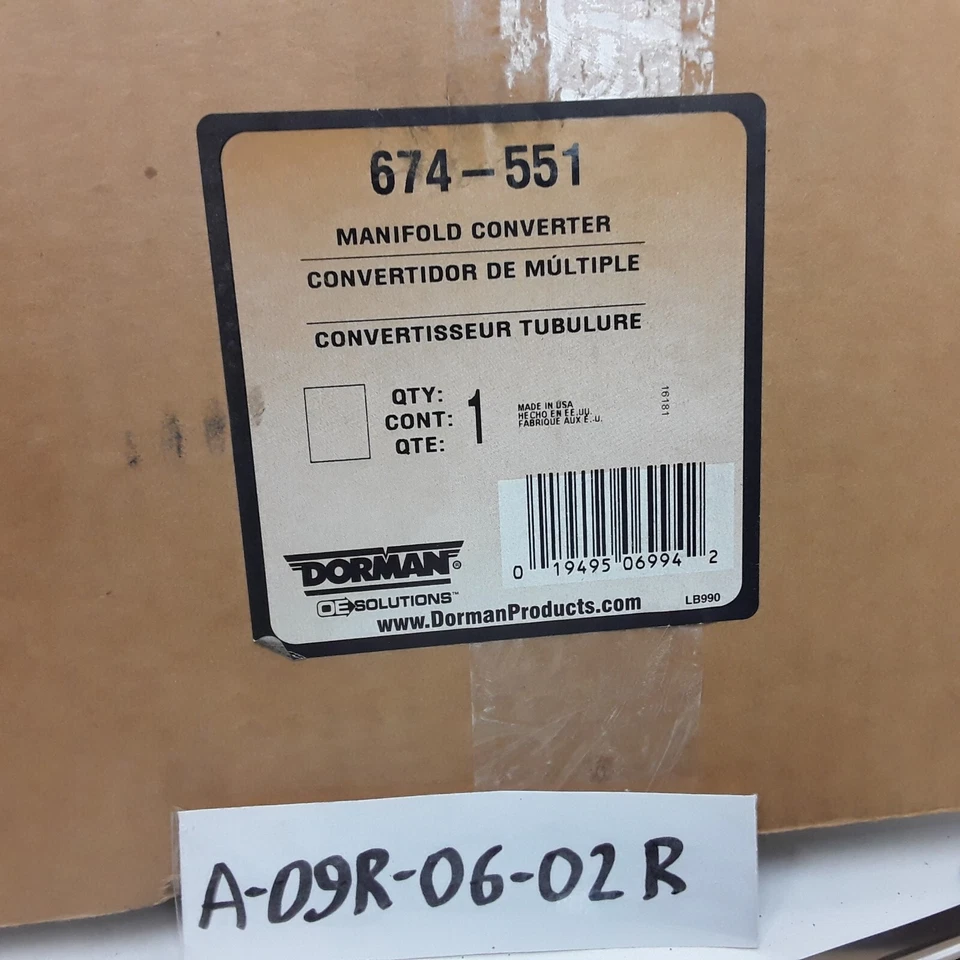 674-551
MANIFOLD CONVERTER
CONVERTIDOR DE MÚLTIPLE
CONVERTISSEUR TUBULURE
QTY:
CONT: 1
QTE:
MADE IN USA
HECHO EN EE.UU.
FABRIQUE AUX E.-U.
16181
0 19495 06994 2
DORMAN®
OE SOLUTIONS™
www.DormanProducts.com
LB990
A-09R-06-02 R